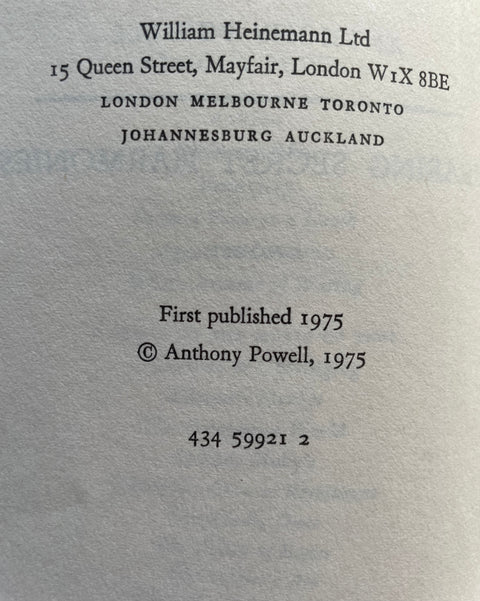 William Heinemann Ltd
15 Queen Street, Mayfair, London W1X 8BE
LONDON MELBOURNE TORONTO
JOHANNESBURG AUCKLAND
First published 1975
© Anthony Powell, 1975
434 59921 2